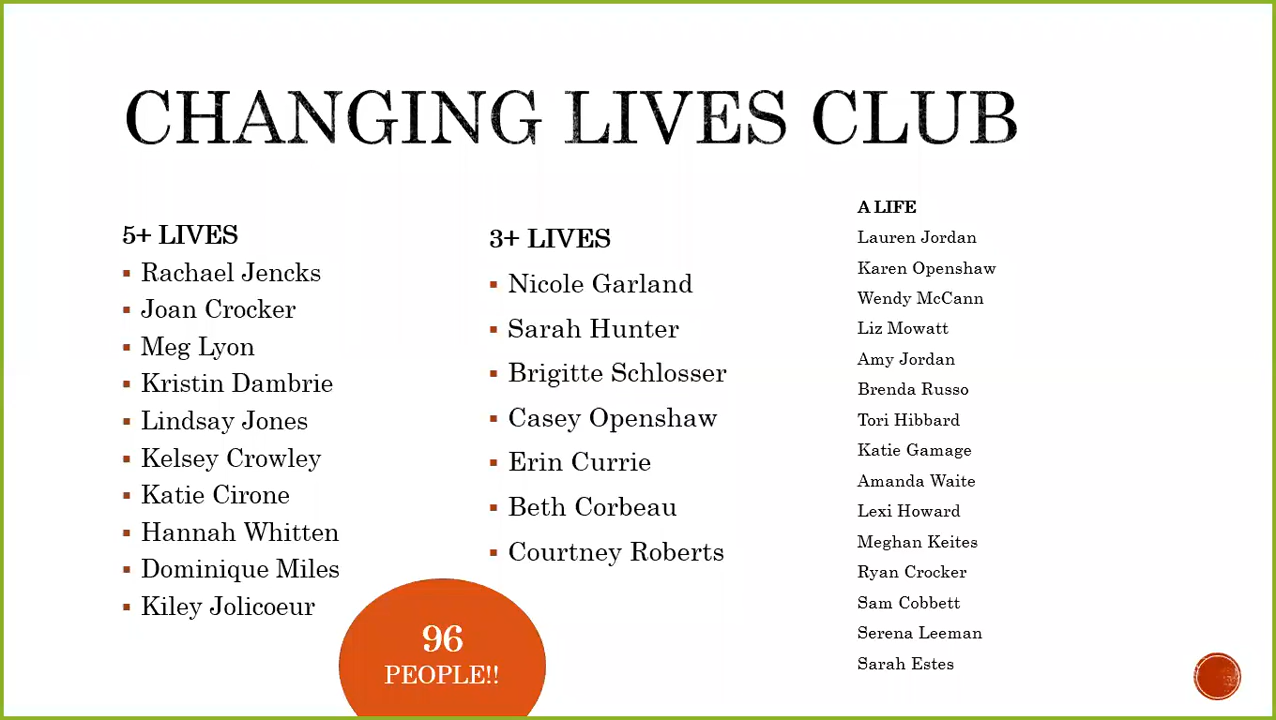 CHANGING LIVES CLUB
5+ LIVES
Rachael Jencks
Joan Crocker
Meg Lyon
Kristin Dambrie
Lindsay Jones
Kelsey Crowley
Katie Cirone
Hannah Whitten
Dominique Miles
Kiley Jolicoeur
3+ LIVES
Nicole Garland
Sarah Hunter
Brigitte Schlosser
Casey Openshaw
Erin Currie
Beth Corbeau
Courtney Roberts
A LIFE
Lauren Jordan
Karen Openshaw
Wendy McCann
Liz Mowatt
Amy Jordan
Brenda Russo
Tori Hibbard
Katie Gamage
Amanda Waite
Lexi Howard
Meghan Keites
Ryan Crocker
Sam Cobbett
Serena Leeman
Sarah Estes
96
PEOPLE!!